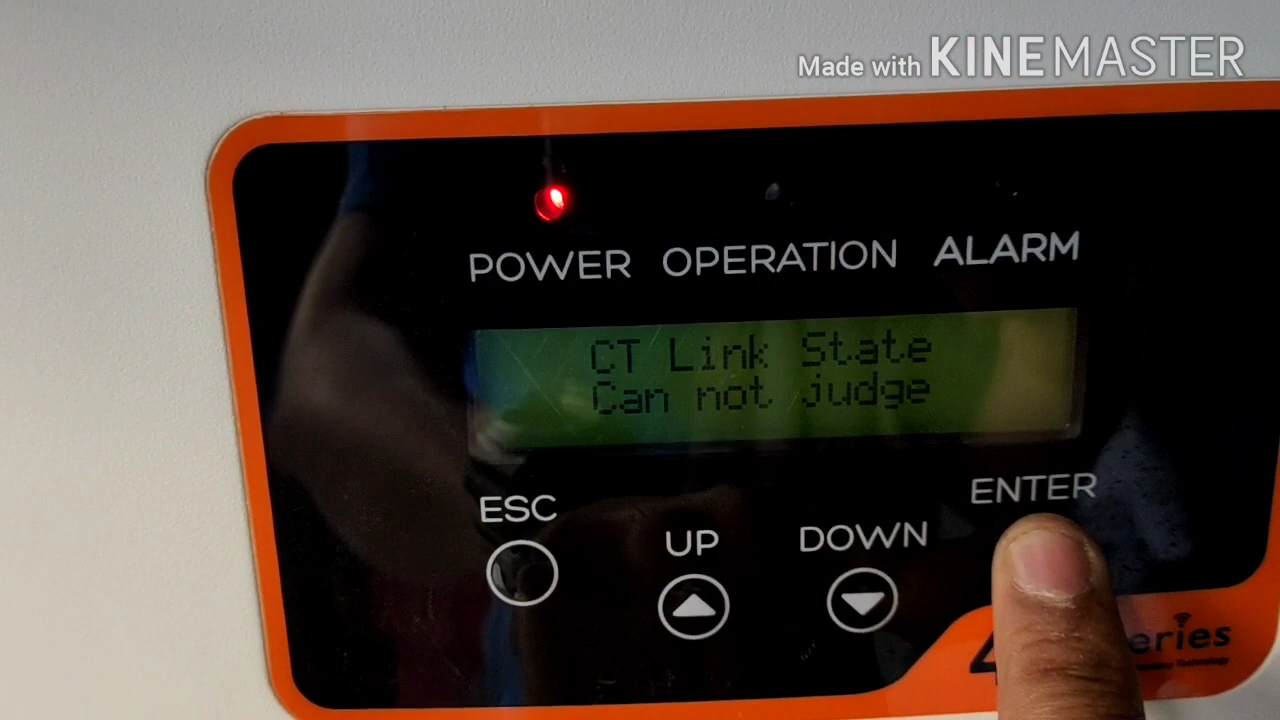 Made with KINEMASTER
POWER OPERATION ALARM
CT Link State
Can not judge
ESC UP DOWN ENTER